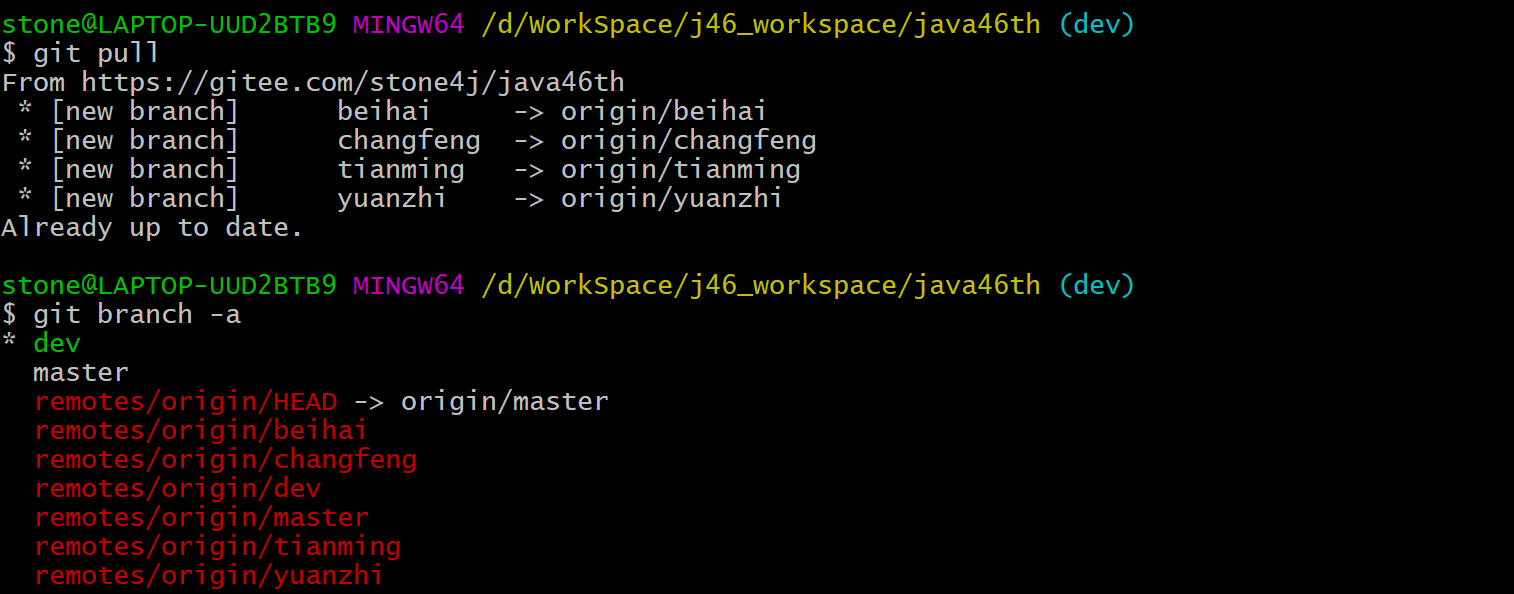 stone@LAPTOP-UUD2BTB9 MINGW64 /d/WorkSpace/j46_workspace/java46th (dev)
$ git pull
From https://gitee.com/stone4j/java46th
 * [new branch]      beihai     -> origin/beihai
 * [new branch]      changfeng  -> origin/changfeng
 * [new branch]      tianming   -> origin/tianming
 * [new branch]      yuanzhi    -> origin/yuanzhi
Already up to date.

stone@LAPTOP-UUD2BTB9 MINGW64 /d/WorkSpace/j46_workspace/java46th (dev)
$ git branch -a
* dev
  master
  remotes/origin/HEAD -> origin/master
  remotes/origin/beihai
  remotes/origin/changfeng
  remotes/origin/dev
  remotes/origin/master
  remotes/origin/tianming
  remotes/origin/yuanzhi